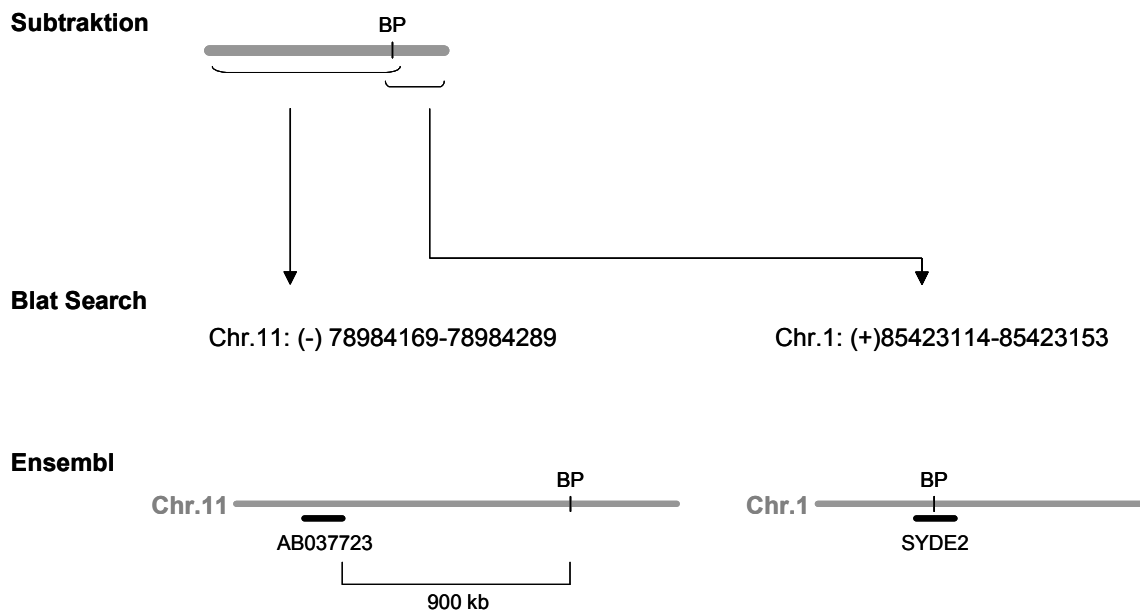 Subtraktion
BP
Blat Search
Chr.11: (-) 78984169-78984289
Chr.1: (+)85423114-85423153
Ensembl
BP
BP
Chr.11
Chr.1
AB037723
SYDE2
900 kb